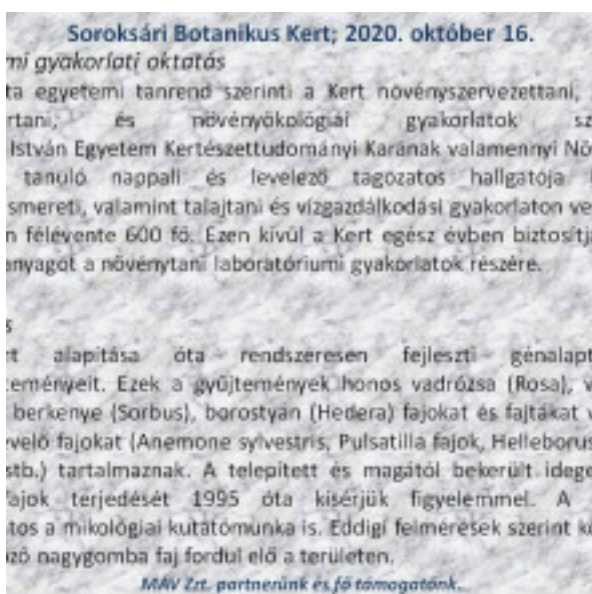 Soroksári Botanikus Kert; 2020. október 16.
mi gyakorlati oktatás
ta egyetemi tanrend szerinti a Kert növényszervezettani,
rtani, és növényökológiai gyakorlatok sz
István Egyetem Kertészettudományi Karának valamennyi Nö
tanuló nappali és levelező tagozatos hallgatója
smereti, valamint talajtani és vízgazdálkodási gyakorlaton ve
n félévente 600 fő. Ezen kívül a Kert egész évben biztosítja
anyagot a növénytani laboratóriumi gyakorlatok részére.
s
rt alapítása óta rendszeresen fejleszti génalapt
teményeit. Ezek a gyűjtemények honos vadrózsa (Rosa), v
berkenye (Sorbus), borostyán (Hedera) fajokat és fajtákat v
velő fajokat (Anemone sylvestris, Pulsatilla fajok, Helleborus
stb.) tartalmaznak. A telepített és magától bekerült idege
fajok terjedését 1995 óta kísérjük figyelemmel. A
tos a mikológiai kutatómunka is. Eddigi felmérések szerint kö
ző nagygomba faj fordul elő a területen.
MÁV Zrt. partnerünk és fő támogatónk.